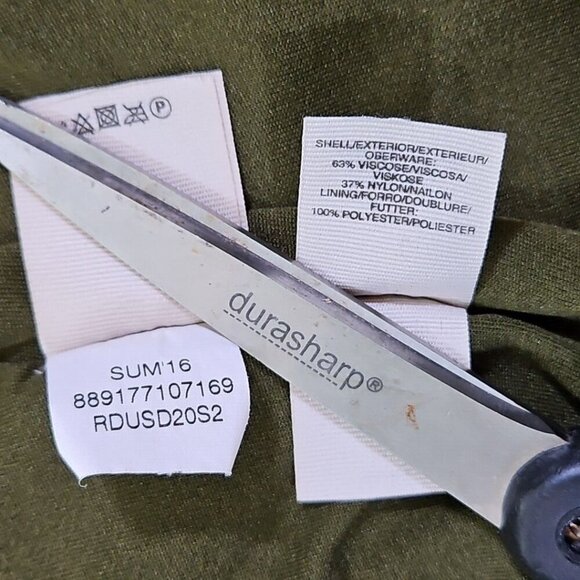 P
SHELL/EXTERIOR/EXTERIEUR/
OBERWARE:
63% VISCOSE/VISCOSA/
VISKOSE
37% NYLON/NAILON
LINING/FORRO/DOUBLURE/
FUTTER:
100% POLYESTER/POLIESTER
durasharp®
SUM'16
889177107169
RDUSD20S2